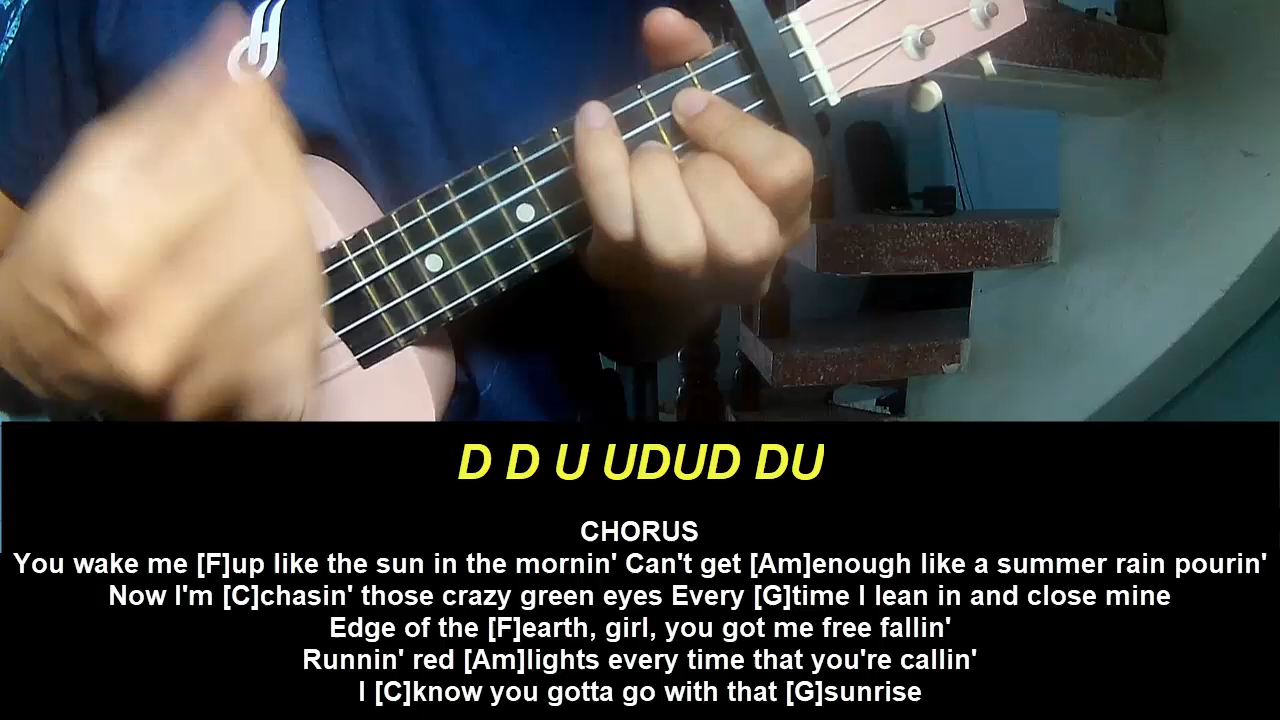 D D U UDUD DU
CHORUS
You wake me [F]up like the sun in the mornin' Can't get [Am]enough like a summer rain pourin'
Now I'm [C]chasin' those crazy green eyes Every [G]time I lean in and close mine
Edge of the [F]earth, girl, you got me free fallin'
Runnin' red [Am]lights every time that you're callin'
I [C]know you gotta go with that [G]sunrise